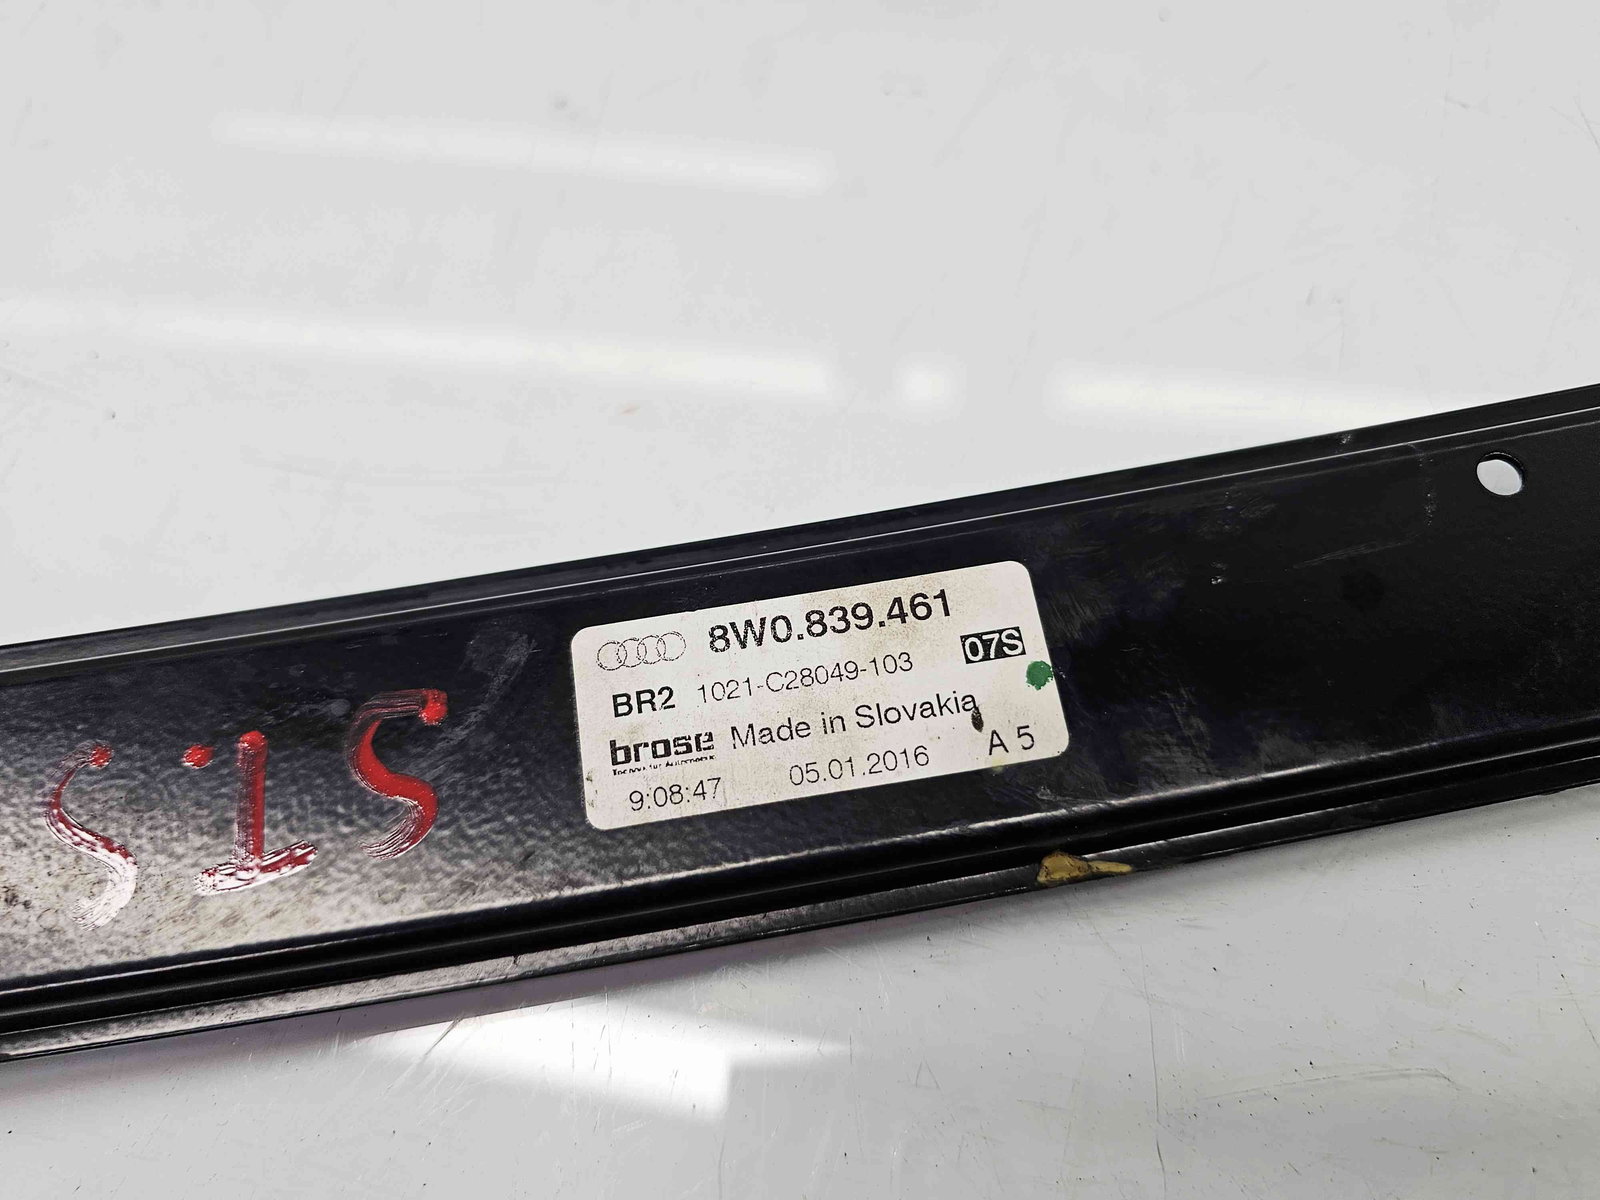 8W0.839.461
07S
BR2 1021-C28049-103
brose Made in Slovakia
9:08:47 05.01.2016 A 5